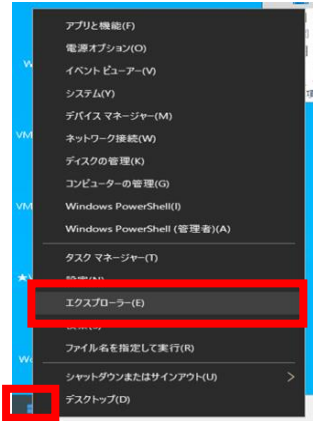 アプリと機能(F)
電源オプション(O)
イベント ビューアー(V)
システム(Y)
デバイス マネージャー(M)
ネットワーク接続(W)
ディスクの管理(K)
コンピューターの管理(G)
Windows PowerShell(I)
Windows PowerShell (管理者)(A)
タスク マネージャー(T)
エクスプローラー(E)
ファイル名を指定して実行(R)
シャットダウンまたはサインアウト(U)
デスクトップ(D)
VM
VM